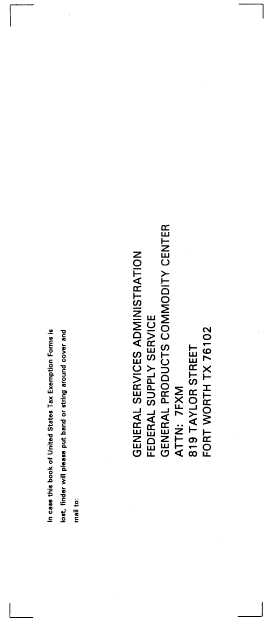 In case this book of United States Tax Exemption Forms is
lost, finder will please put band or string around cover and
mail to:
GENERAL SERVICES ADMINISTRATION
FEDERAL SUPPLY SERVICE
GENERAL PRODUCTS COMMODITY CENTER
ATTN: 7FXM
819 TAYLOR STREET
FORT WORTH TX 76102